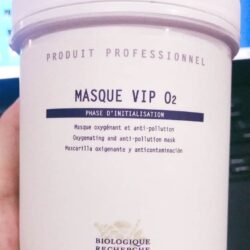 PRODUIT PROFESSIONNEL
MASQUE VIP O2
PHASE D'INITIALISATION
Masque oxygénant et anti-pollution
Oxygenating and anti-pollution mask
Mascarilla oxigenante y anticontaminación
BIOLOGIQUE
RECHERCHE